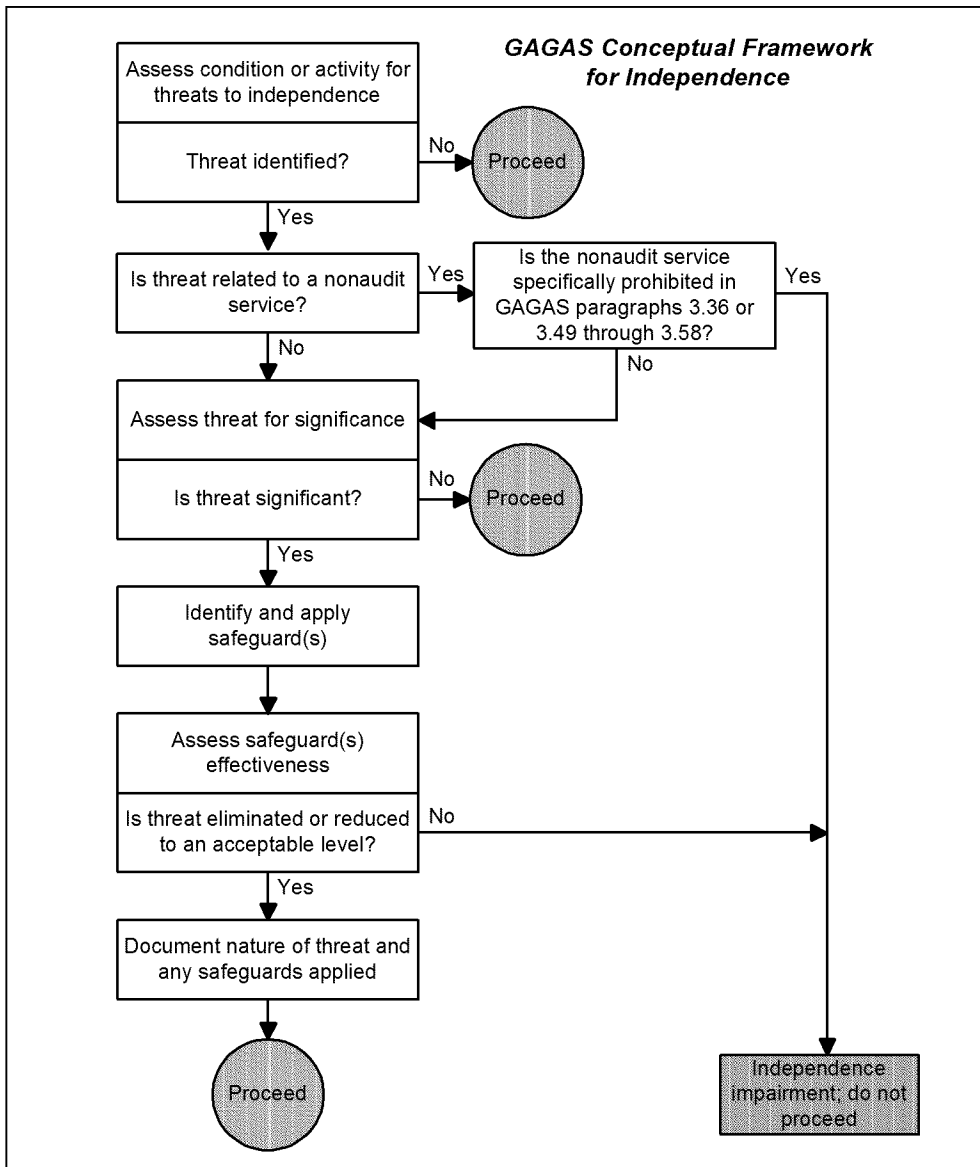 GAGAS Conceptual Framework
for Independence
Assess condition or activity for
threats to independence
Threat identified?
No
Proceed
Yes
Is threat related to a nonaudit
service?
Yes
Is the nonaudit service
specifically prohibited in
GAGAS paragraphs 3.36 or
3.49 through 3.58?
Yes
No
No
Assess threat for significance
Is threat significant?
No
Proceed
Yes
Identify and apply
safeguard(s)
Assess safeguard(s)
effectiveness
Is threat eliminated or reduced
to an acceptable level?
No
Yes
Document nature of threat and
any safeguards applied
Proceed
Independence
impairment; do not
proceed